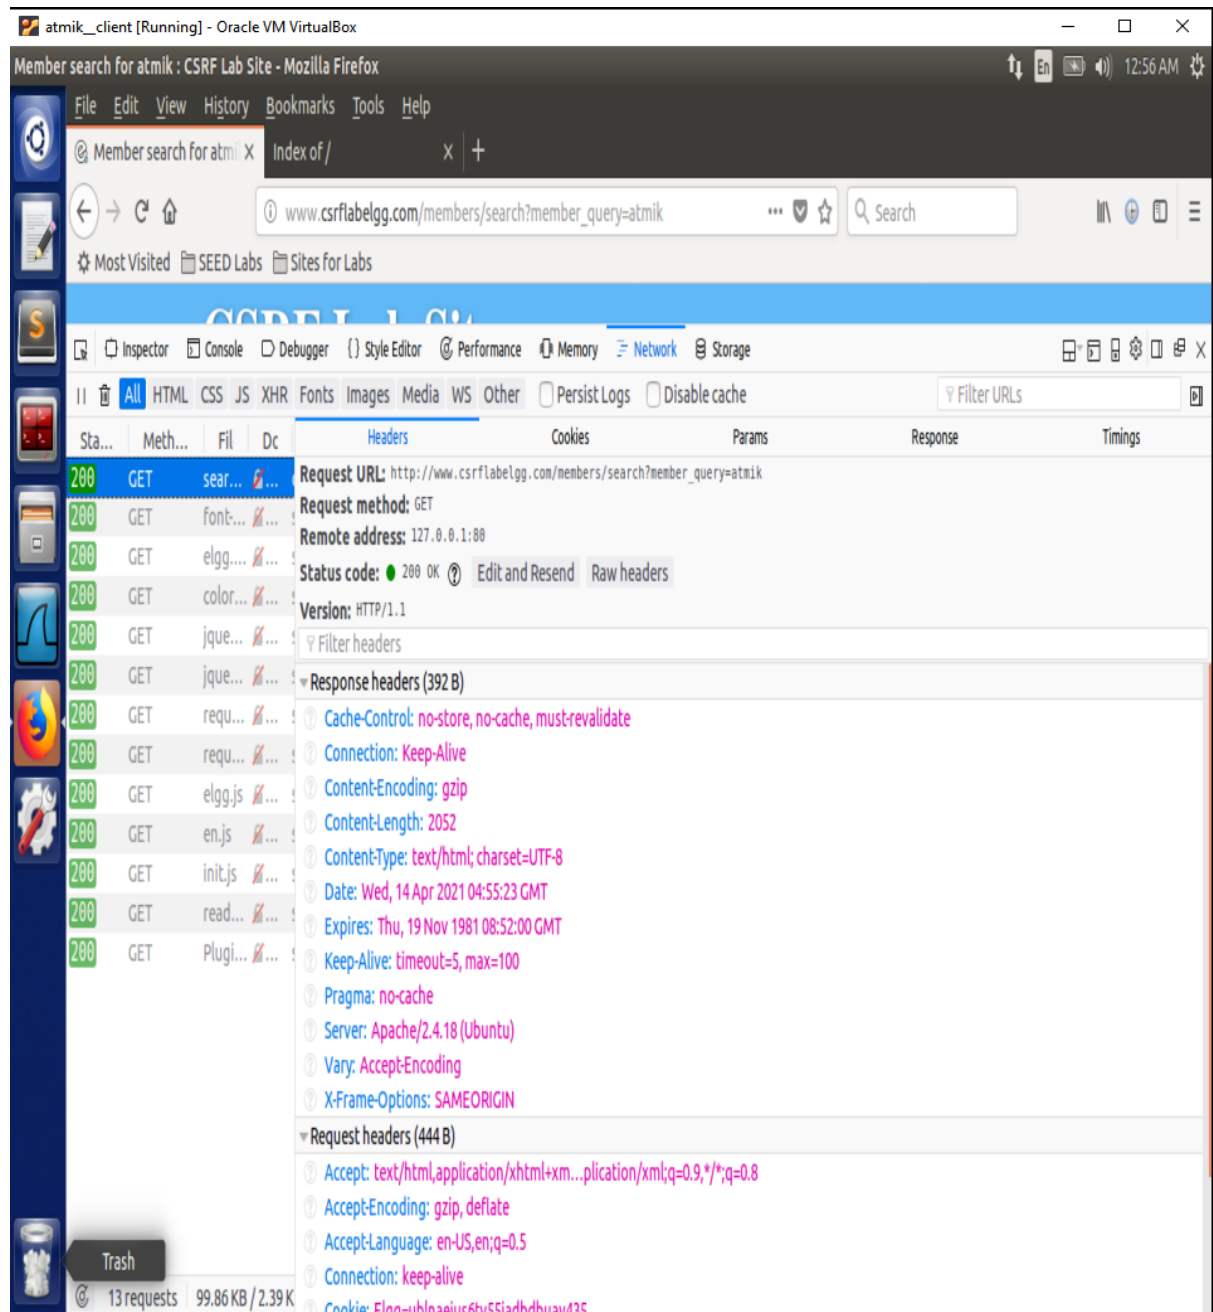 atmik__client [Running] - Oracle VM VirtualBox
Member search for atmik : CSRF Lab Site - Mozilla Firefox En 12:56 AM
File Edit View History Bookmarks Tools Help
Member search for atmi X Index of / X +
www.csrflabelgg.com/members/search?member_query=atmik Search
Most Visited SEED Labs Sites for Labs
CSRF Lab Site
Inspector Console Debugger {} Style Editor Performance Memory Network Storage
All HTML CSS JS XHR Fonts Images Media WS Other Persist Logs Disable cache Filter URLs
Sta... Meth... Fil Dc Headers Cookies Params Response Timings
200 GET sear... ...
200 GET font-... ...
200 GET elgg.... ...
200 GET color... ...
200 GET jque... ...
200 GET jque... ...
200 GET requ... ...
200 GET requ... ...
200 GET elgg.js ...
200 GET en.js ...
200 GET init.js ...
200 GET read... ...
200 GET Plugi... ...
Request URL: http://www.csrflabelgg.com/members/search?member_query=atmik
Request method: GET
Remote address: 127.0.0.1:80
Status code: 200 OK Edit and Resend Raw headers
Version: HTTP/1.1
Filter headers
Response headers (392 B)
Cache-Control: no-store, no-cache, must-revalidate
Connection: Keep-Alive
Content-Encoding: gzip
Content-Length: 2052
Content-Type: text/html; charset=UTF-8
Date: Wed, 14 Apr 2021 04:55:23 GMT
Expires: Thu, 19 Nov 1981 08:52:00 GMT
Keep-Alive: timeout=5, max=100
Pragma: no-cache
Server: Apache/2.4.18 (Ubuntu)
Vary: Accept-Encoding
X-Frame-Options: SAMEORIGIN
Request headers (444 B)
Accept: text/html,application/xhtml+xm...plication/xml;q=0.9,*/*;q=0.8
Accept-Encoding: gzip, deflate
Accept-Language: en-US,en;q=0.5
Connection: keep-alive
Trash
13 requests 99.86 KB / 2.39 K
Cookie: